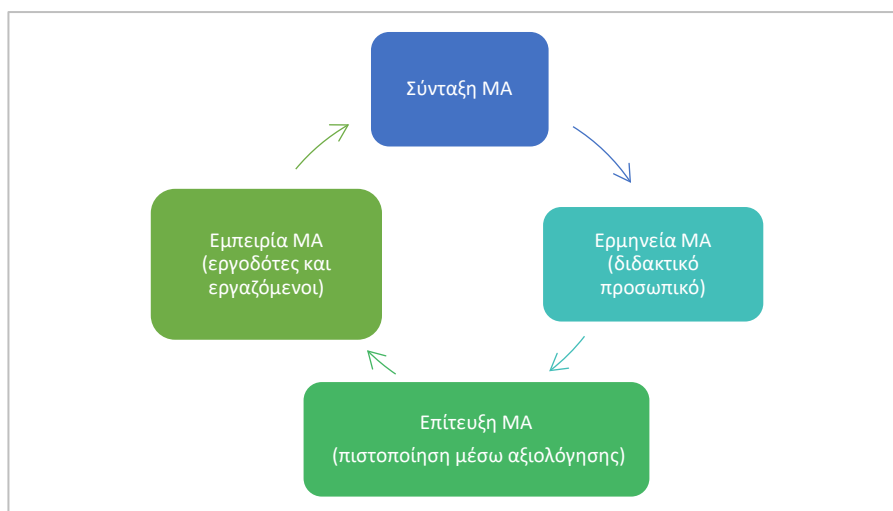 Σύνταξη ΜΑ
Ερμηνεία ΜΑ
(διδακτικό
προσωπικό)
Επίτευξη ΜΑ
(πιστοποίηση μέσω αξιολόγησης)
Εμπειρία ΜΑ
(εργοδότες και
εργαζόμενοι)